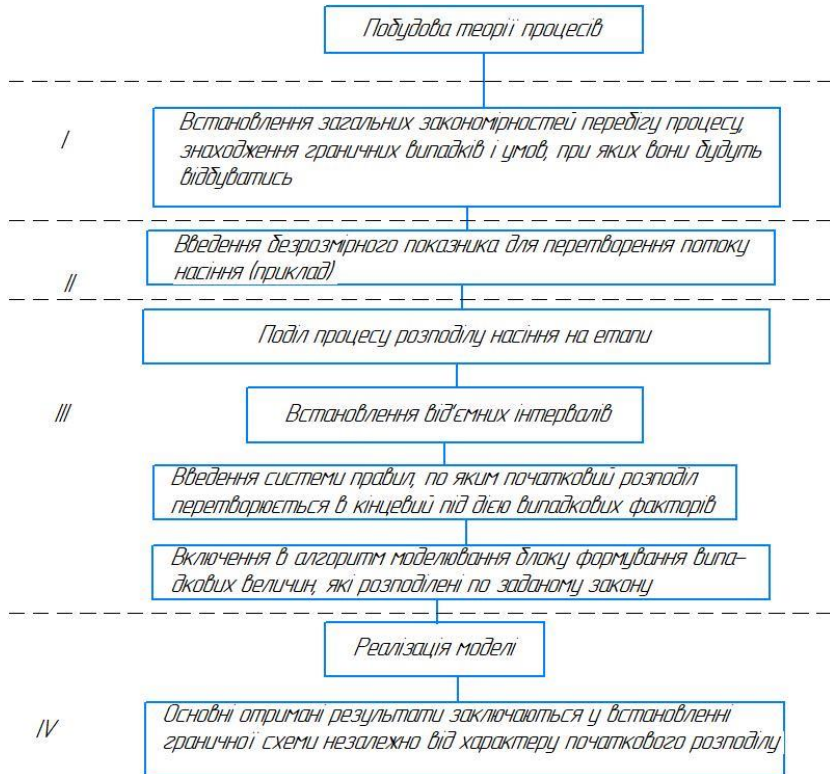 Побудова теорії процесів
I
Встановлення загальних закономірностей перебігу процесу,
знаходження граничних випадків і умов, при яких вони будуть
відбуватись
Введення безрозмірного показника для перетворення потоку
насіння (приклад)
II
Поділ процесу розподілу насіння на етапи
III
Встановлення від'ємних інтервалів
Введення системи правил, по яким початковий розподіл
перетворюється в кінцевий під дією випадкових факторів
Включення в алгоритм моделювання блоку формування випа-
дкових величин, які розподілені по заданому закону
Реалізація моделі
IV
Основні отримані результати заключаються у встановленні
граничної схеми незалежно від характеру початкового розподілу